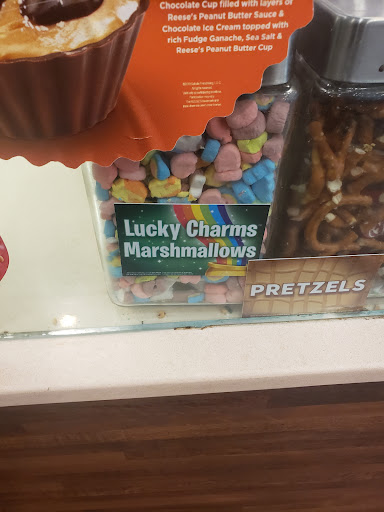 Chocolate Cup filled with layers of
Reese's Peanut Butter Sauce &
Chocolate Ice Cream topped with
rich Fudge Ganache, Sea Salt &
Reese's Peanut Butter Cup
Lucky Charms
Marshmallows
PRETZELS